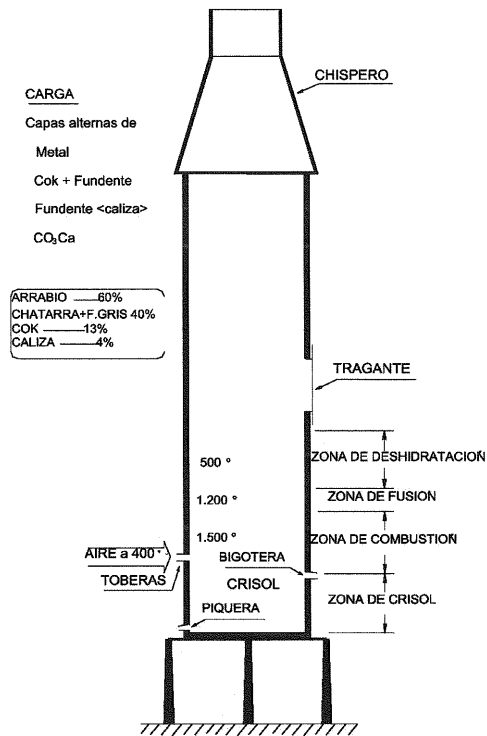 CHISPERO
CARGA
Capas alternas de
Metal
Cok + Fundente
Fundente <caliza>
CO₃Ca
ARRABIO ——— 60%
CHATARRA+F.GRIS 40%
COK ———13%
CALIZA ———4%
TRAGANTE
500 °
ZONA DE DESHIDRATACION
1.200 °
ZONA DE FUSION
1.500 °
ZONA DE COMBUSTION
AIRE a 400°
BIGOTERA
TOBERAS
CRISOL
ZONA DE CRISOL
PIQUERA